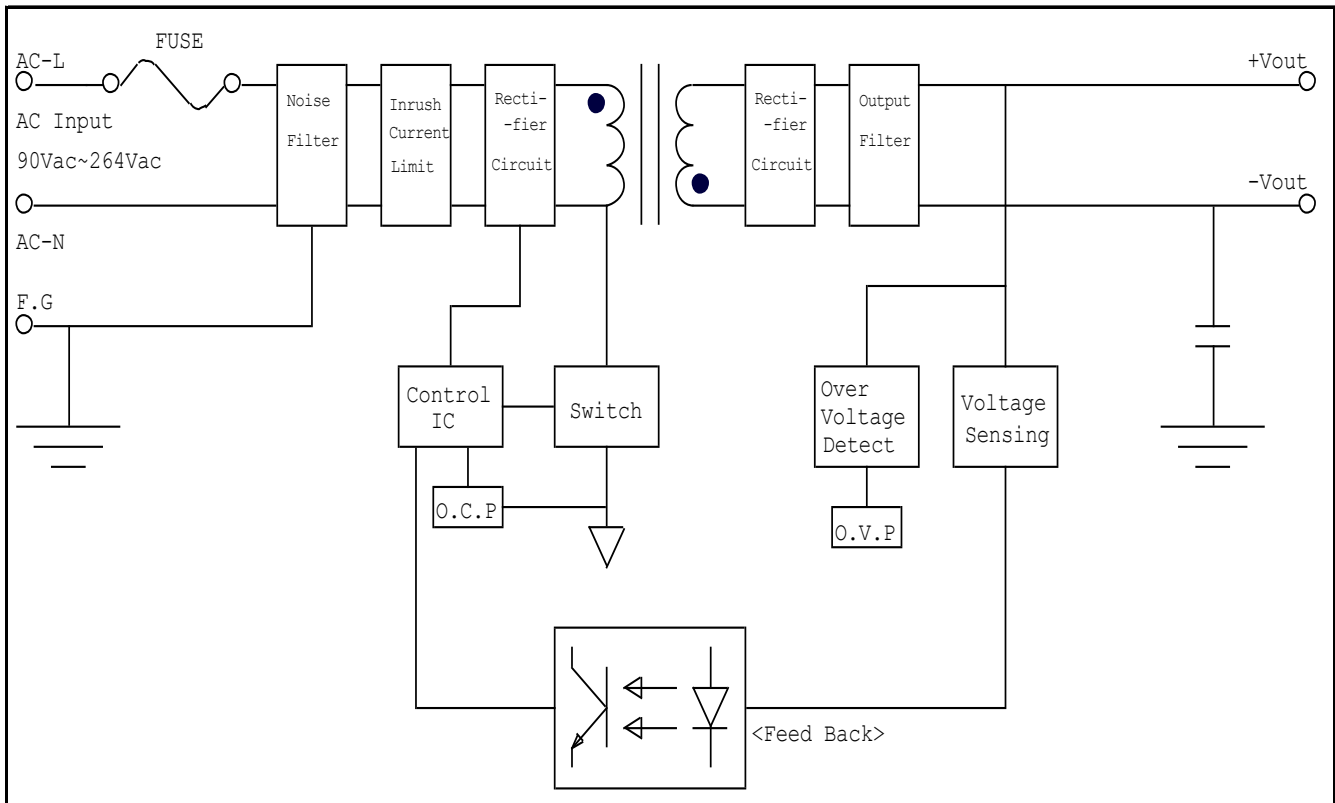 FUSE
AC-L
+Vout
Noise
Filter
Inrush
Current
Limit
Recti-
-fier
Circuit
Recti-
-fier
Circuit
Output
Filter
AC Input
90Vac~264Vac
-Vout
AC-N
F.G
Control
IC
Switch
Over
Voltage
Detect
Voltage
Sensing
O.C.P
O.V.P
<Feed Back>